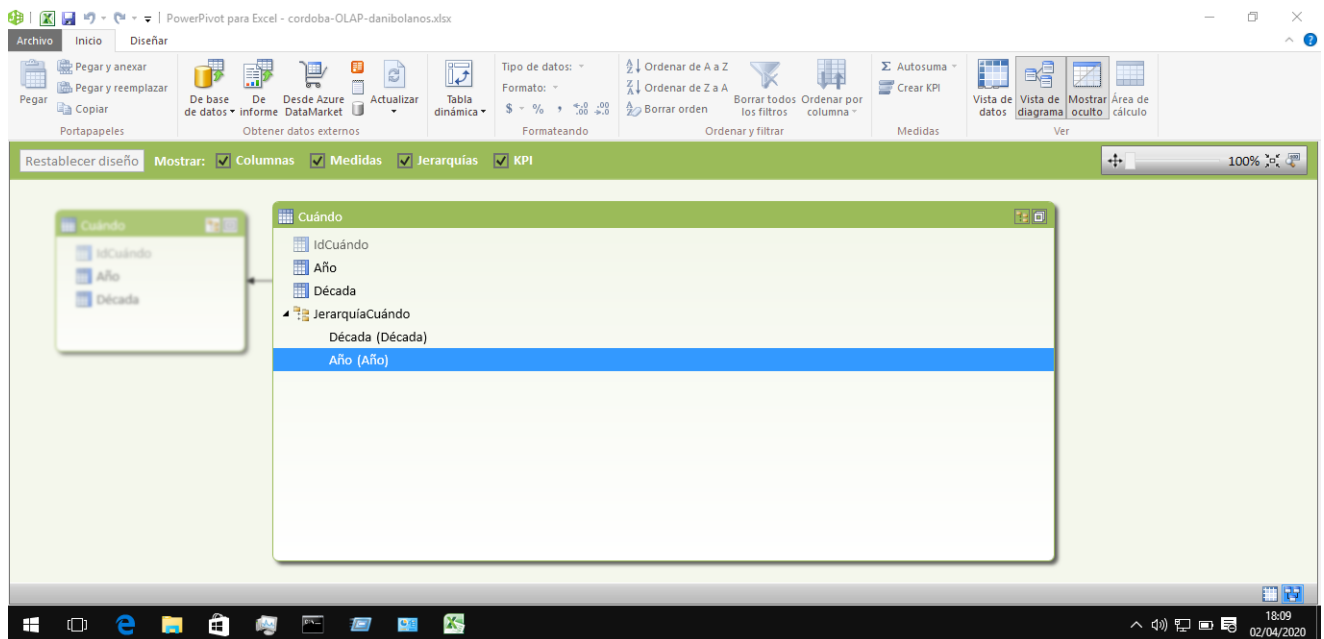 PowerPivot para Excel - cordoba-OLAP-danibolanos.xlsx
Archivo Inicio Diseñar
Pegar
Pegar y anexar
Pegar y reemplazar
Copiar
Portapapeles
De base de datos
De informe
Desde Azure DataMarket
Actualizar
Obtener datos externos
Tabla dinámica
Tipo de datos:
Formato:
$ % , ,00 ,0
Formateando
Ordenar de A a Z
Ordenar de Z a A
Borrar orden
Borrar todos los filtros
Ordenar por columna
Ordenar y filtrar
Σ Autosuma
Crear KPI
Medidas
Vista de datos
Vista de diagrama
Mostrar oculto
Área de cálculo
Ver
Restablecer diseño Mostrar: Columnas Medidas Jerarquías KPI 100%
Cuándo
IdCuándo
Año
Década
Cuándo
IdCuándo
Año
Década
JerarquíaCuándo
Década (Década)
Año (Año)
18:09
02/04/2020